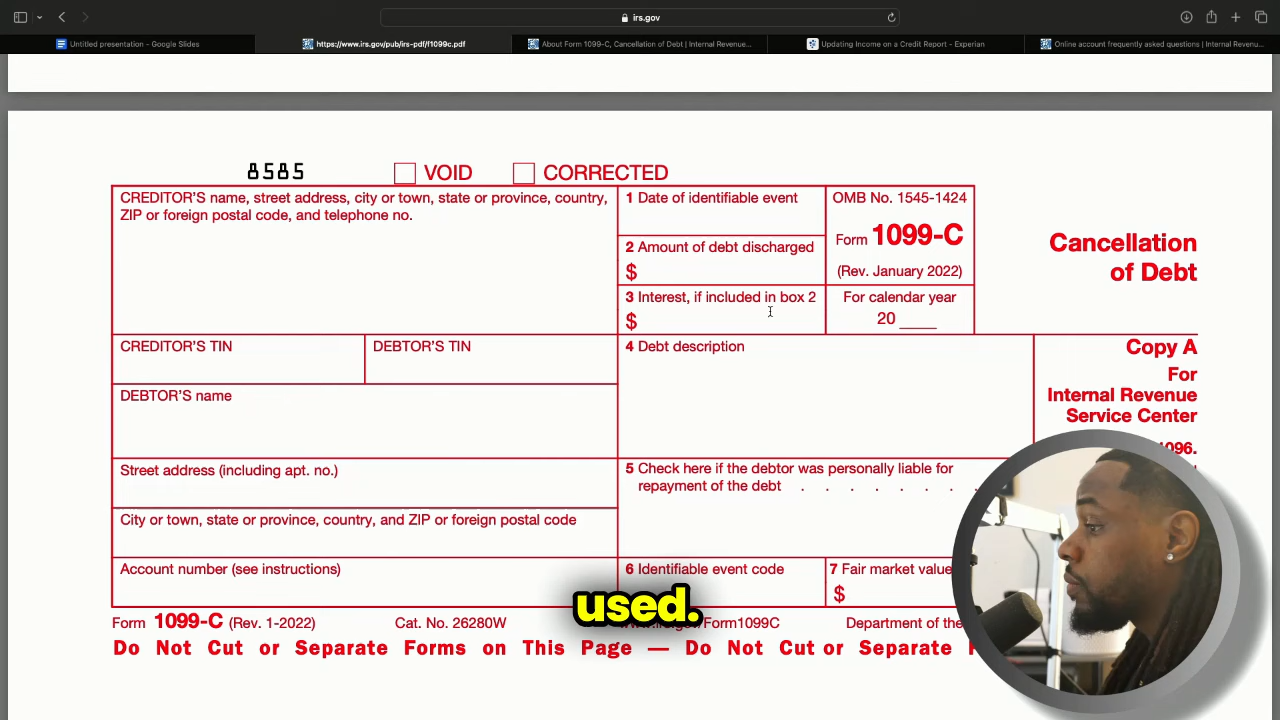 irs.gov
Untitled presentation - Google Slides
https://www.irs.gov/pub/irs-pdf/f1099c.pdf
About Form 1099-C, Cancellation of Debt | Internal Revenue...
Updating Income on a Credit Report - Experian
Online account frequently asked questions | Internal Revenu...
8585
VOID
CORRECTED
CREDITOR'S name, street address, city or town, state or province, country,
ZIP or foreign postal code, and telephone no.
1 Date of identifiable event
OMB No. 1545-1424
Form 1099-C
(Rev. January 2022)
Cancellation
of Debt
2 Amount of debt discharged
$
3 Interest, if included in box 2
$
For calendar year
20 ____
CREDITOR'S TIN
DEBTOR'S TIN
4 Debt description
Copy A
For
Internal Revenue
Service Center
1096.
DEBTOR'S name
Street address (including apt. no.)
5 Check here if the debtor was personally liable for
repayment of the debt . . . . . . .
City or town, state or province, country, and ZIP or foreign postal code
Account number (see instructions)
6 Identifiable event code
7 Fair market value
$
used.
Form 1099-C (Rev. 1-2022)
Cat. No. 26280W
Form1099C
Department of the
Do Not Cut or Separate Forms on This Page — Do Not Cut or Separate